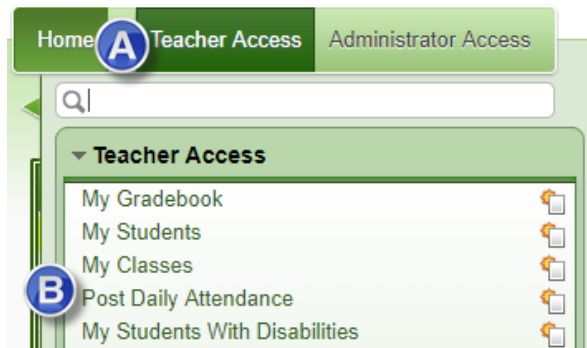 Home A Teacher Access Administrator Access
Teacher Access
My Gradebook
My Students
My Classes
B Post Daily Attendance
My Students With Disabilities